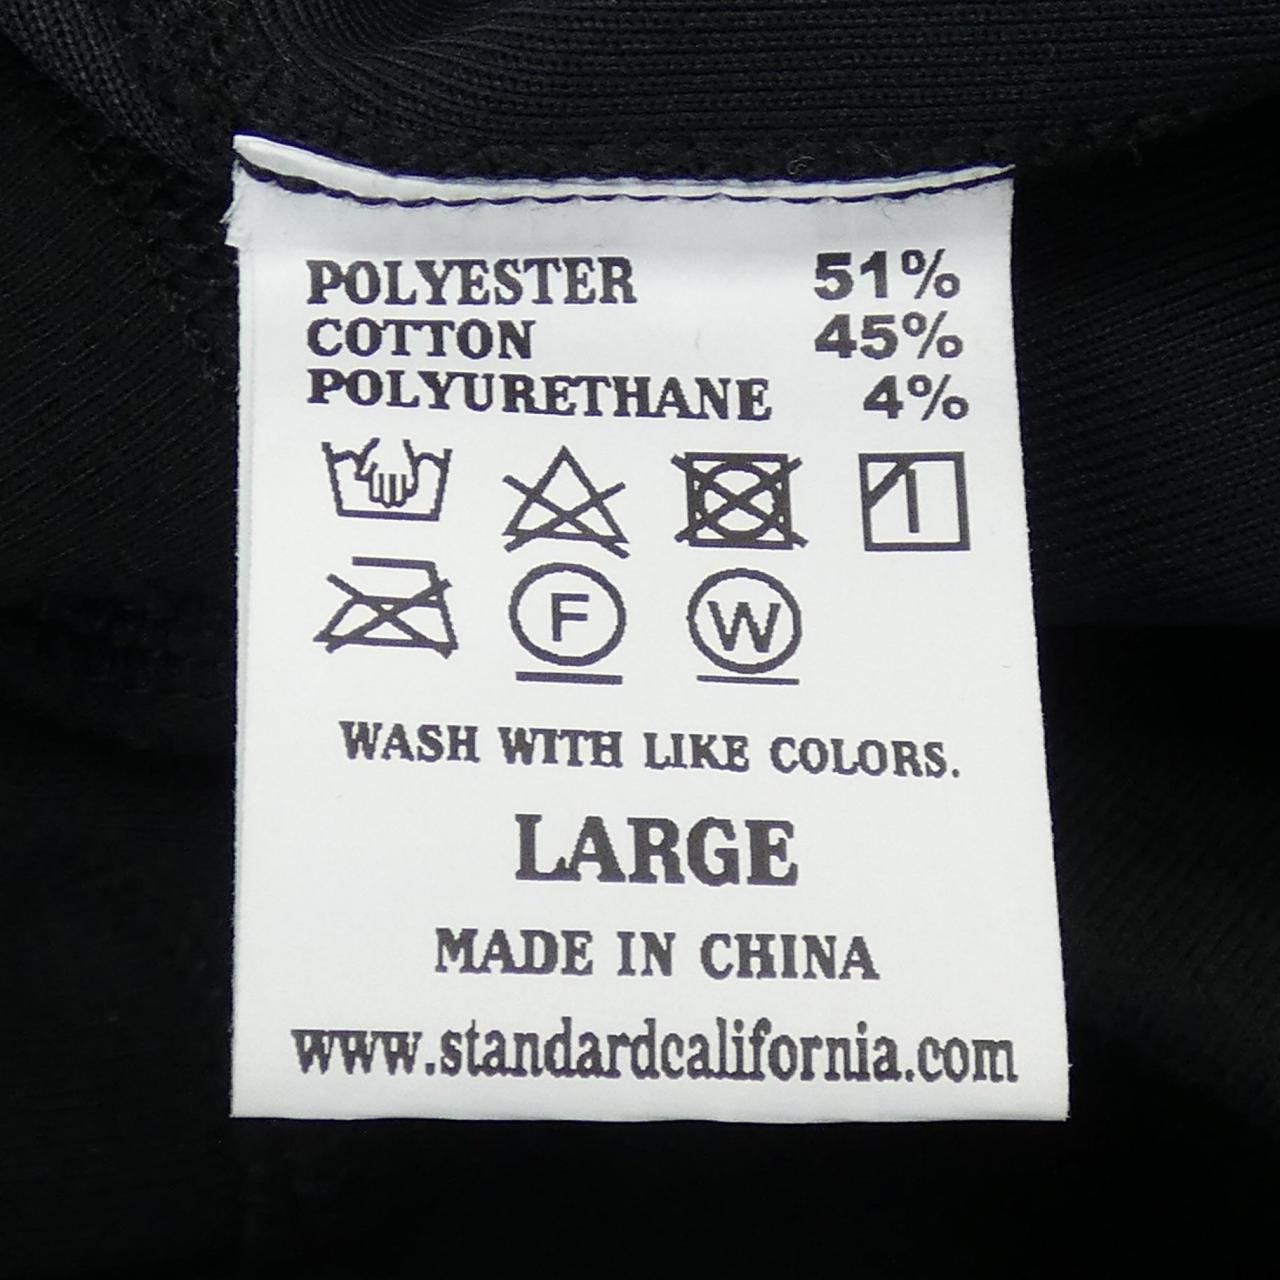 POLYESTER 51%
COTTON 45%
POLYURETHANE 4%
F W
WASH WITH LIKE COLORS.
LARGE
MADE IN CHINA
www.standardcalifornia.com